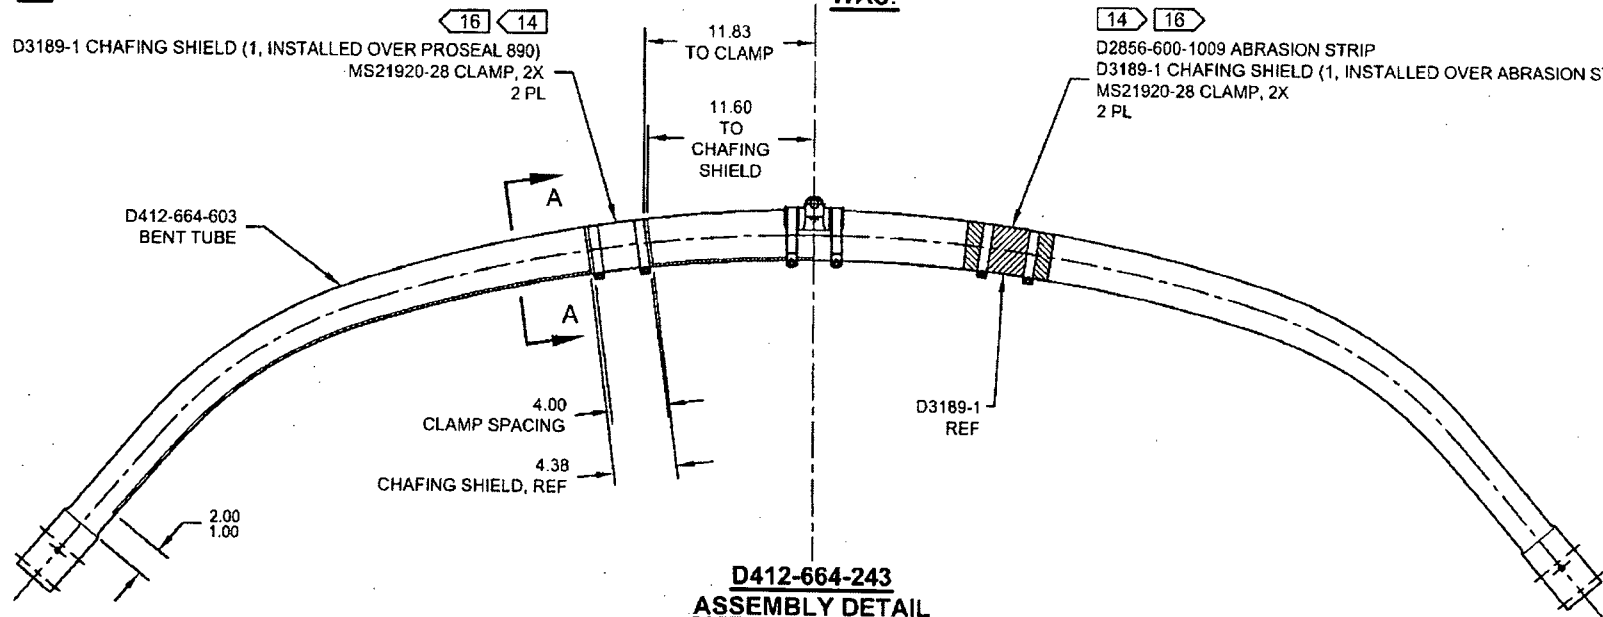 WAS:
16 14
D3189-1 CHAFING SHIELD (1, INSTALLED OVER PROSEAL 890)
MS21920-28 CLAMP, 2X
2 PL
11.83
TO CLAMP
11.60
TO
CHAFING
SHIELD
14 16
D2856-600-1009 ABRASION STRIP
D3189-1 CHAFING SHIELD (1, INSTALLED OVER ABRASION S
MS21920-28 CLAMP, 2X
2 PL
A
D412-664-603
BENT TUBE
A
4.00
CLAMP SPACING
4.38
CHAFING SHIELD, REF
D3189-1
REF
2.00
1.00
D412-664-243
ASSEMBLY DETAIL